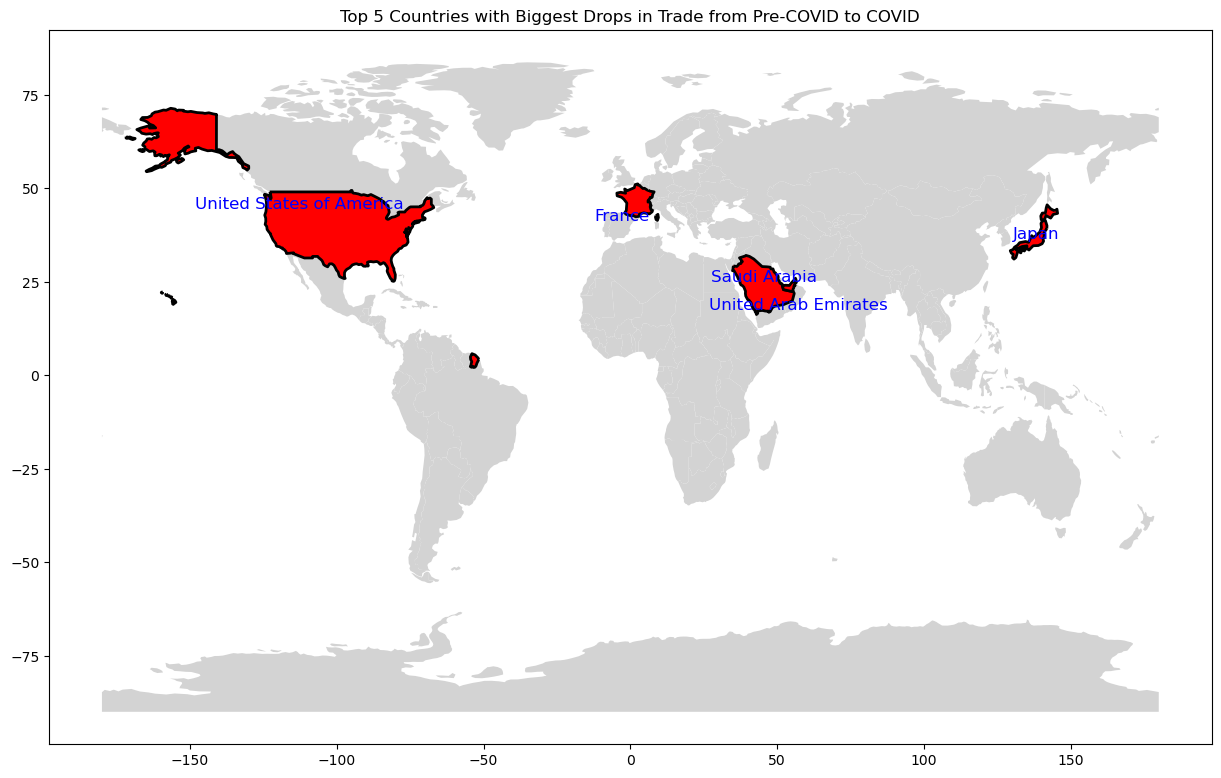 Top 5 Countries with Biggest Drops in Trade from Pre-COVID to COVID
75
50
25
0
−25
−50
−75
United States of America
France
Japan
Saudi Arabia
United Arab Emirates
−150
−100
−50
0
50
100
150